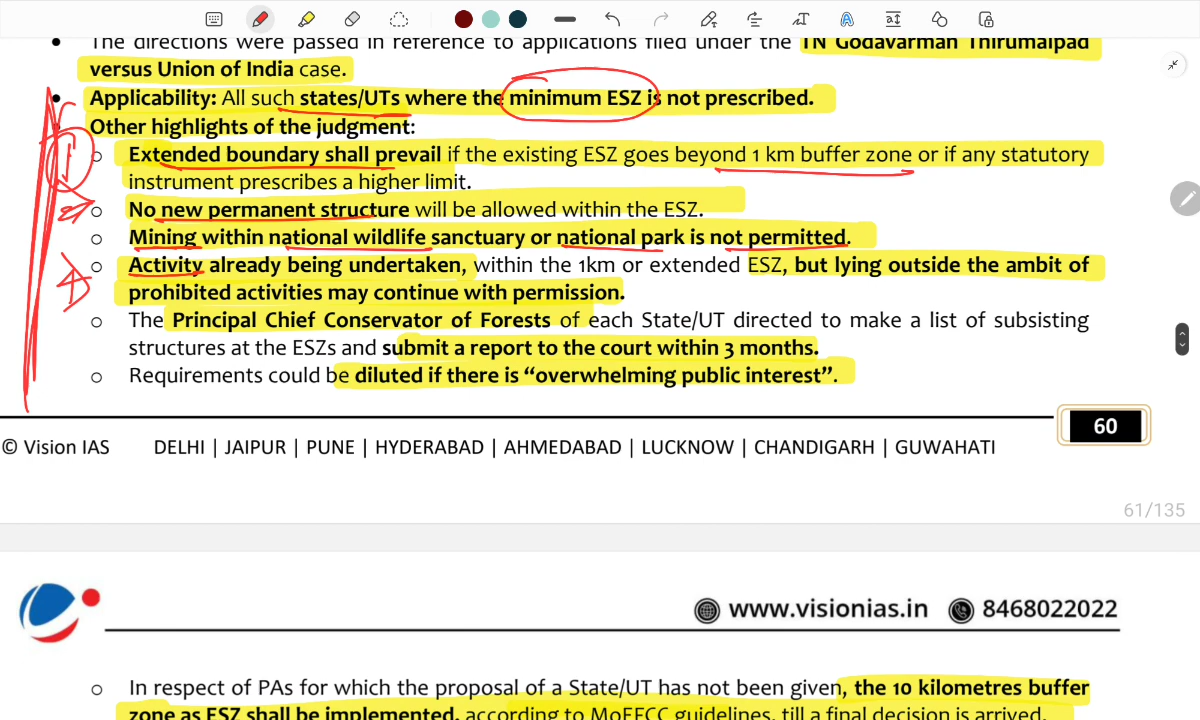 The directions were passed in reference to applications filed under the TN Godavarman Thirumalpad
versus Union of India case.
Applicability: All such states/UTs where the minimum ESZ is not prescribed.
Other highlights of the judgment:
Extended boundary shall prevail if the existing ESZ goes beyond 1 km buffer zone or if any statutory
instrument prescribes a higher limit.
No new permanent structure will be allowed within the ESZ.
Mining within national wildlife sanctuary or national park is not permitted.
Activity already being undertaken, within the 1km or extended ESZ, but lying outside the ambit of
prohibited activities may continue with permission.
The Principal Chief Conservator of Forests of each State/UT directed to make a list of subsisting
structures at the ESZs and submit a report to the court within 3 months.
Requirements could be diluted if there is “overwhelming public interest”.
60
© Vision IAS DELHI | JAIPUR | PUNE | HYDERABAD | AHMEDABAD | LUCKNOW | CHANDIGARH | GUWAHATI
61/135
www.visionias.in 8468022022
In respect of PAs for which the proposal of a State/UT has not been given, the 10 kilometres buffer
zone as ESZ shall be implemented, according to MoEFCC guidelines, till a final decision is arrived.